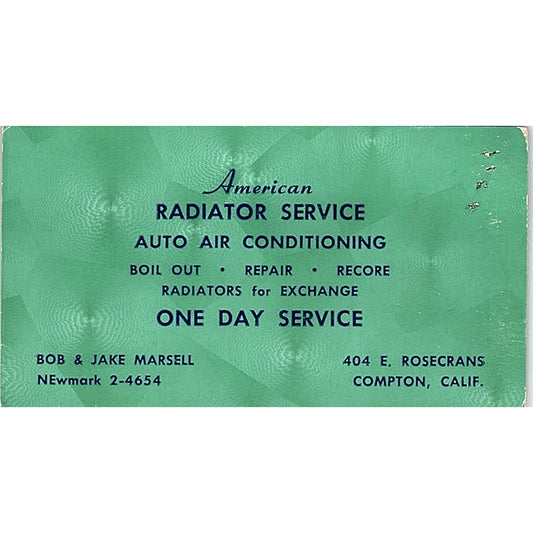 American
RADIATOR SERVICE
AUTO AIR CONDITIONING
BOIL OUT • REPAIR • RECORE
RADIATORS for EXCHANGE
ONE DAY SERVICE
BOB & JAKE MARSELL
NEwmark 2-4654
404 E. ROSECRANS
COMPTON, CALIF.